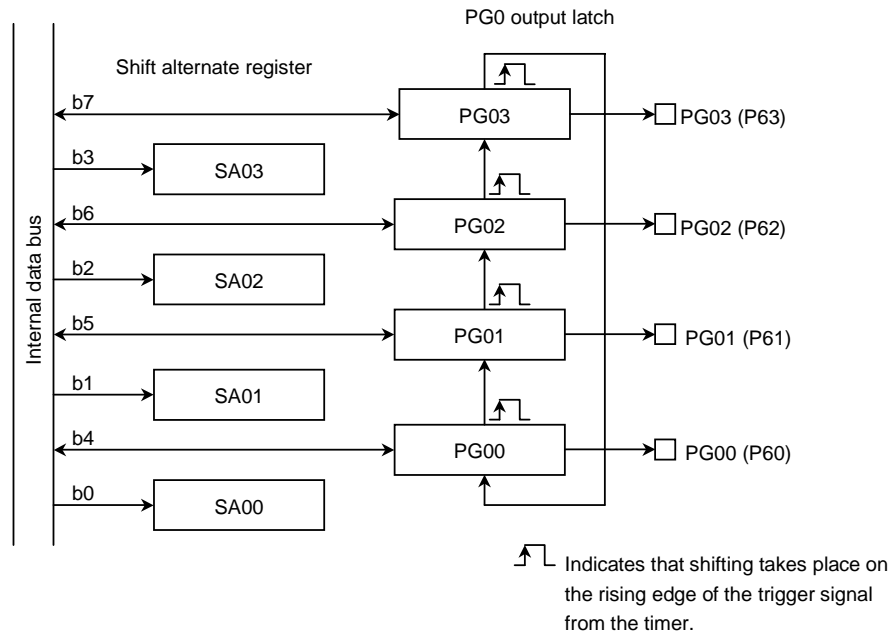 PG0 output latch
Shift alternate register
Internal data bus
b7
PG03
PG03 (P63)
b3
SA03
b6
PG02
PG02 (P62)
b2
SA02
b5
PG01
PG01 (P61)
b1
SA01
b4
PG00
PG00 (P60)
b0
SA00
Indicates that shifting takes place on
the rising edge of the trigger signal
from the timer.